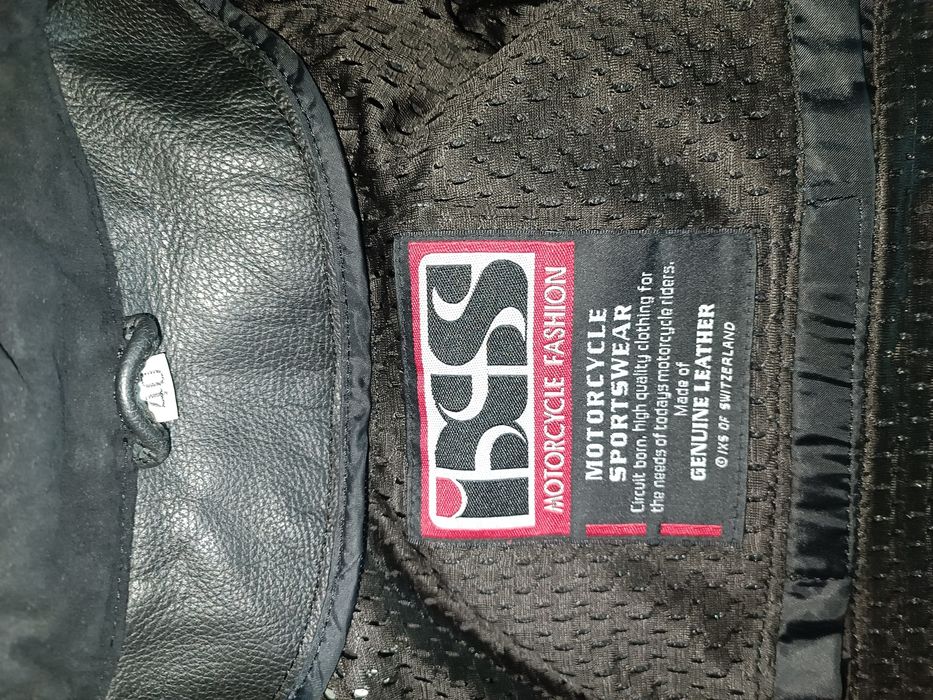 40
ixs
MOTORCYCLE FASHION
MOTORCYCLE
SPORTSWEAR
Circuit born, high quality clothing for
the needs of todays motorcycle riders.
Made of
GENUINE LEATHER
© IXS OF SWITZERLAND